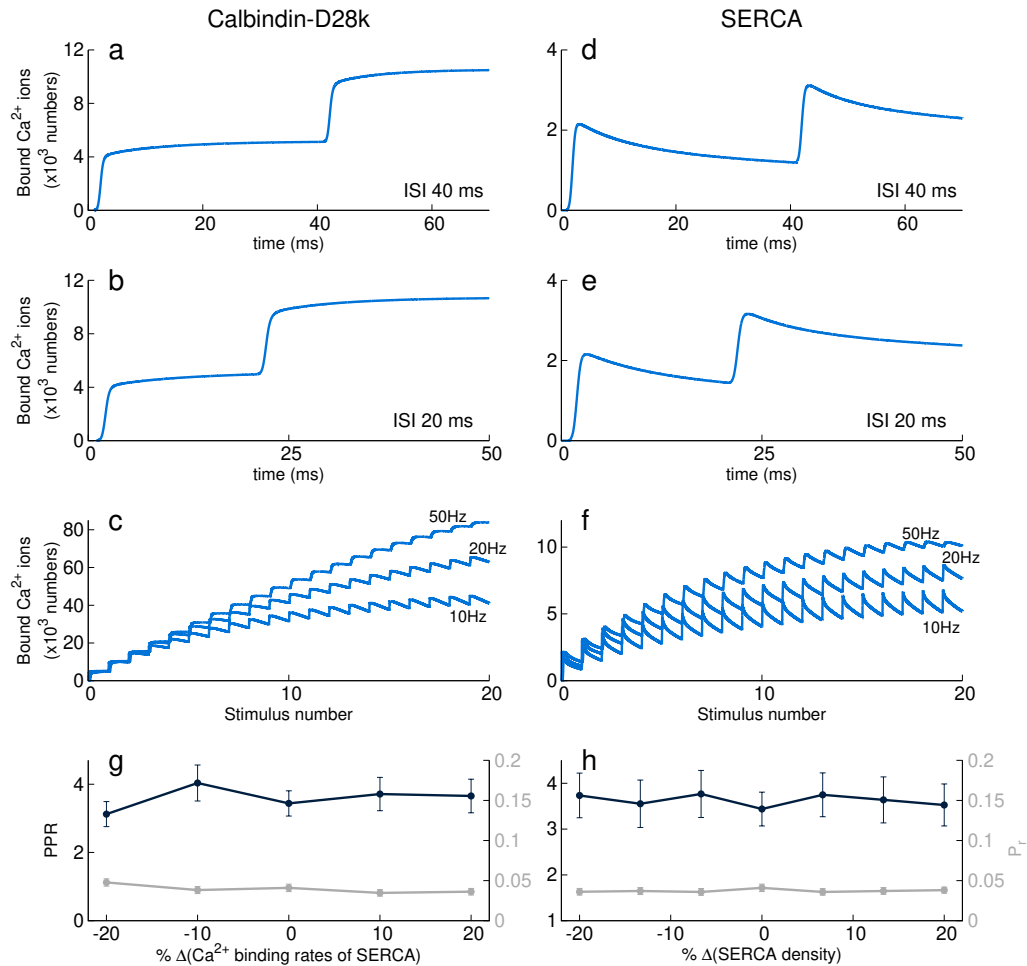 Calbindin-D28k
SERCA
a
12
8
4
0
Bound Ca²⁺ ions
(x10³ numbers)
ISI 40 ms
0 20 40 60
time (ms)
d
4
2
0
ISI 40 ms
0 20 40 60
time (ms)
b
12
8
4
0
Bound Ca²⁺ ions
(x10³ numbers)
ISI 20 ms
0 25 50
time (ms)
e
4
2
0
ISI 20 ms
0 25 50
time (ms)
c
80
60
40
20
0
Bound Ca²⁺ ions
(x10³ numbers)
50Hz
20Hz
10Hz
0 10 20
Stimulus number
f
10
5
0
50Hz
20Hz
10Hz
0 10 20
Stimulus number
g
4
2
0
PPR
0.2
0.15
0.1
0.05
0
-20 -10 0 10 20
% Δ(Ca²⁺ binding rates of SERCA)
h
4
3
2
1
0.2
0.15
0.1
0.05
0
Pᵣ
-20 -10 0 10 20
% Δ(SERCA density)